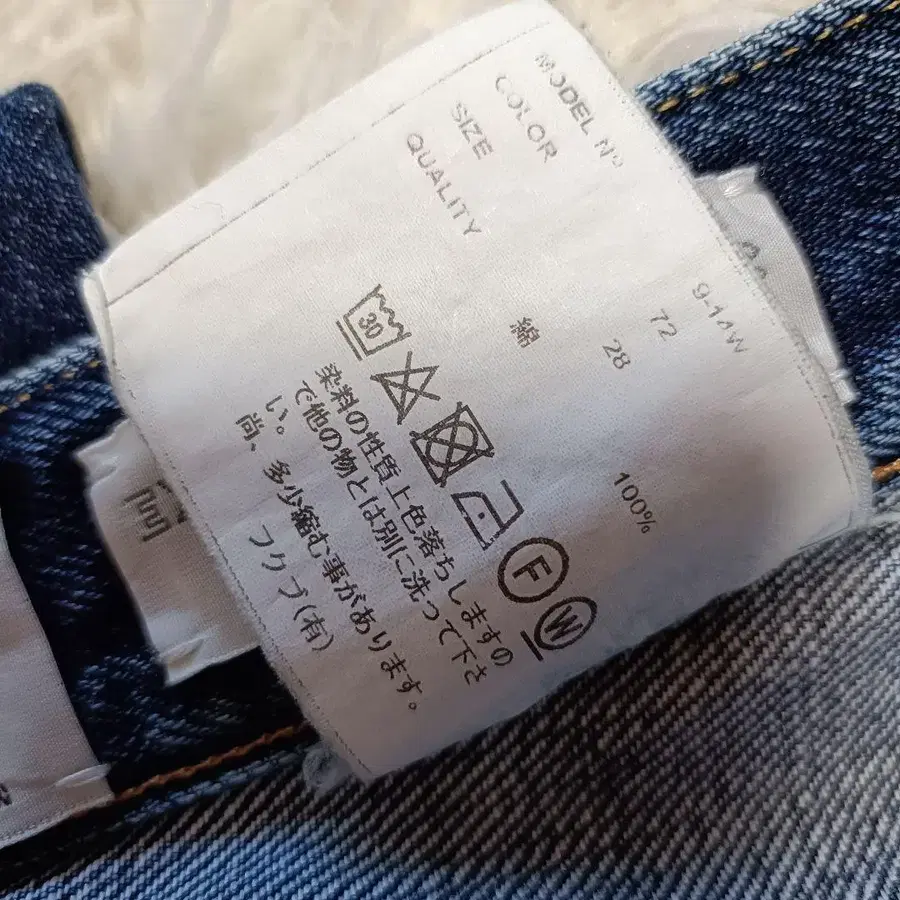 MODEL Nº 9-14W
COLOR 72
SIZE 28
QUALITY
綿 100%
30
F
W
染料の性質上色落ちしますの
で他の物とは別に洗って下さ
い。
尚、多少縮む事があります。
フクブ(有)